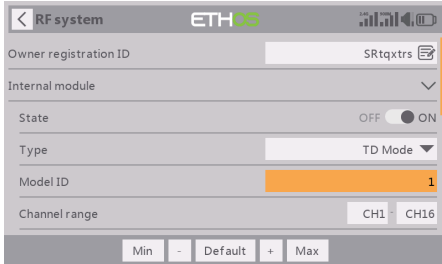 RF system ETHOS
Owner registration ID SRtqxtrs
Internal module
State OFF ON
Type TD Mode
Model ID 1
Channel range CH1 - CH16
Min - Default + Max